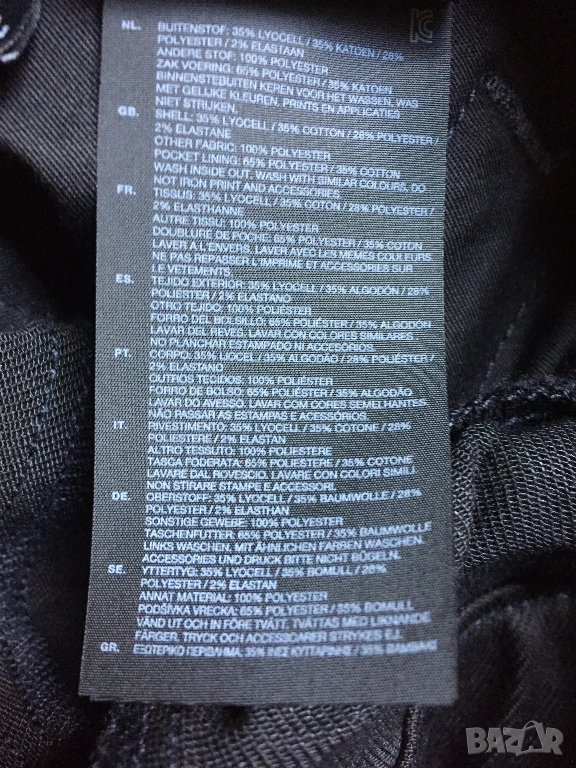 NL. BUITENSTOF: 35% LYOCELL / 35% KATOEN / 28%
POLYESTER / 2% ELASTAAN
ANDERE STOF: 100% POLYESTER
ZAK VOERING: 65% POLYESTER / 35% KATOEN
BINNENSTEBUITEN KEREN VOOR HET WASSEN, WAS
MET GELIJKE KLEUREN, PRINTS EN APPLICATIES
NIET STRIJKEN.
GB. SHELL: 35% LYOCELL / 35% COTTON / 28% POLYESTER /
2% ELASTANE
OTHER FABRIC: 100% POLYESTER
POCKET LINING: 65% POLYESTER / 35% COTTON
WASH INSIDE OUT. WASH WITH SIMILAR COLOURS. DO
NOT IRON PRINT AND ACCESSORIES.
FR. TISSUS: 35% LYOCELL / 35% COTON / 28% POLYESTER /
2% ELASTHANNE
AUTRE TISSU: 100% POLYESTER
DOUBLURE DE POCHE: 65% POLYESTER / 35% COTON
LAVER A L'ENVERS. LAVER AVEC LES MEMES COULEURS
NE PAS REPASSER L'IMPRIME ET ACCESSOIRES SUR
LE VETEMENTS.
ES. TEJIDO EXTERIOR: 35% LYOCELL / 35% ALGODÓN / 28%
POLIÉSTER / 2% ELASTANO
OTRO TEJIDO: 100% POLIÉSTER
FORRO DEL BOLSILLO: 65% POLIÉSTER / 35% ALGODÓN
LAVAR DEL REVES. LAVAR CON COLORES SIMILARES.
NO PLANCHAR ESTAMPADO NI ACCESORIOS.
PT. CORPO: 35% LIOCEL / 35% ALGODÃO / 28% POLIÉSTER /
2% ELASTANO
OUTROS TECIDOS: 100% POLIÉSTER
FORRO DE BOLSO: 65% POLIÉSTER / 35% ALGODÃO
LAVAR DO AVESO. LAVAR COM CORES SEMELHANTES.
NÃO PASSAR AS ESTAMPAS E ACESSÓRIOS.
IT. RIVESTIMENTO: 35% LYOCELL / 35% COTONE / 28%
POLIESTERE / 2% ELASTAN
ALTRO TESSUTO: 100% POLIESTERE
TASCA FODERATA: 65% POLIESTERE / 35% COTONE
LAVARE DAL ROVESCIO. LAVARE CON COLORI SIMILI
NON STIRARE STAMPA E ACCESSORI.
DE. OBERSTOFF: 35% LYOCELL / 35% BAUMWOLLE / 28%
POLYESTER / 2% ELASTHAN
SONSTIGE GEWEBE: 100% POLYESTER
TASCHENFUTTER: 65% POLYESTER / 35% BAUMWOLLE
LINKS WASCHEN. MIT ÄHNLICHEN FARBEN WASCHEN.
ACCESSORIES UND DRUCK BITTE NICHT BÜGELN.
SE. YTTERTYG: 35% LYOCELL / 35% BOMULL / 28%
POLYESTER / 2% ELASTAN
ANNAT MATERIAL: 100% POLYESTER
PODŠÍVKA VRECKA: 65% POLYESTER / 35% BOMULL
VÄND UT OCH IN FÖRE TVÄTT. TVÄTTAS MED LIKNANDE
FÄRGER. TRYCK OCH ACCESSOARER STRYKES EJ.
GR. ΕΞΩΤΕΡΙΚΟ ΠΕΡΙΒΛΗΜΑ: 35% ΙΝΕΣ ΚΥΤΤΑΡΙΝΗΣ / 35% ΒΑΜΒΑΚΙ
BAZAR